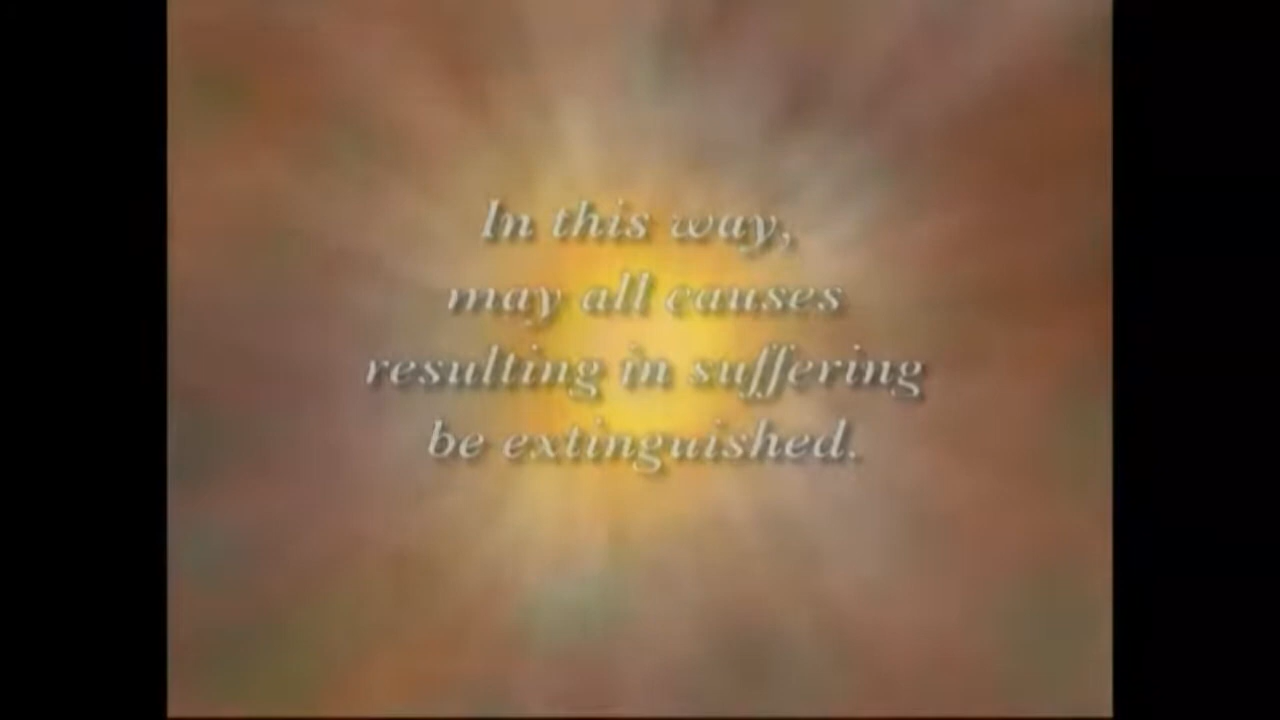 In this way,
may all causes
resulting in suffering
be extinguished.